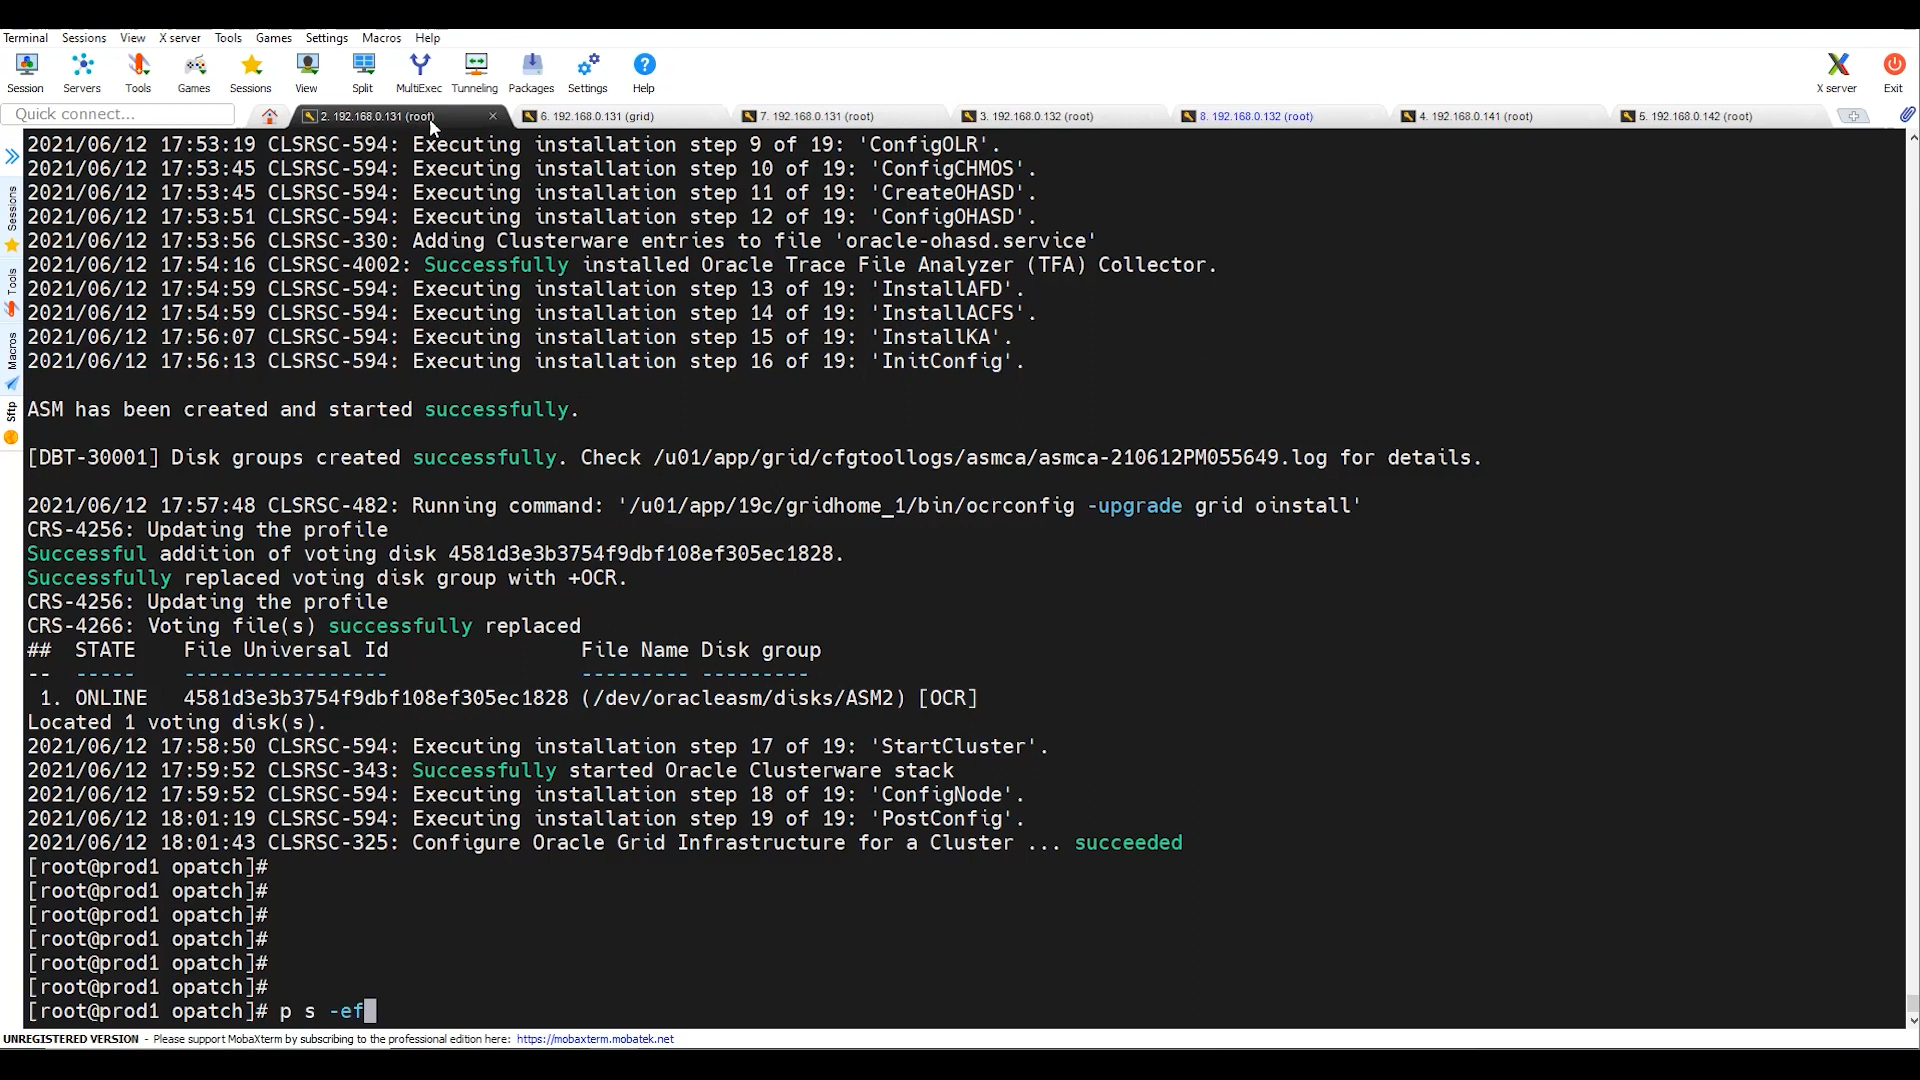 Terminal Sessions View X server Tools Games Settings Macros Help
Session Servers Tools Games Sessions View Split MultiExec Tunneling Packages Settings Help X server Exit
Quick connect... 2. 192.168.0.131 (root) 6. 192.168.0.131 (grid) 7. 192.168.0.131 (root) 3. 192.168.0.132 (root) 8. 192.168.0.132 (root) 4. 192.168.0.141 (root) 5. 192.168.0.142 (root)
Sessions
Tools
Macros
Sftp
2021/06/12 17:53:19 CLSRSC-594: Executing installation step 9 of 19: 'ConfigOLR'.
2021/06/12 17:53:45 CLSRSC-594: Executing installation step 10 of 19: 'ConfigCHMOS'.
2021/06/12 17:53:45 CLSRSC-594: Executing installation step 11 of 19: 'CreateOHASD'.
2021/06/12 17:53:51 CLSRSC-594: Executing installation step 12 of 19: 'ConfigOHASD'.
2021/06/12 17:53:56 CLSRSC-330: Adding Clusterware entries to file 'oracle-ohasd.service'
2021/06/12 17:54:16 CLSRSC-4002: Successfully installed Oracle Trace File Analyzer (TFA) Collector.
2021/06/12 17:54:59 CLSRSC-594: Executing installation step 13 of 19: 'InstallAFD'.
2021/06/12 17:54:59 CLSRSC-594: Executing installation step 14 of 19: 'InstallACFS'.
2021/06/12 17:56:07 CLSRSC-594: Executing installation step 15 of 19: 'InstallKA'.
2021/06/12 17:56:13 CLSRSC-594: Executing installation step 16 of 19: 'InitConfig'.
ASM has been created and started successfully.
[DBT-30001] Disk groups created successfully. Check /u01/app/grid/cfgtoollogs/asmca/asmca-210612PM055649.log for details.
2021/06/12 17:57:48 CLSRSC-482: Running command: '/u01/app/19c/gridhome_1/bin/ocrconfig -upgrade grid oinstall'
CRS-4256: Updating the profile
Successful addition of voting disk 4581d3e3b3754f9dbf108ef305ec1828.
Successfully replaced voting disk group with +OCR.
CRS-4256: Updating the profile
CRS-4266: Voting file(s) successfully replaced
## STATE File Universal Id File Name Disk group
-- ----- ----------------- --------- ---------
1. ONLINE 4581d3e3b3754f9dbf108ef305ec1828 (/dev/oracleasm/disks/ASM2) [OCR]
Located 1 voting disk(s).
2021/06/12 17:58:50 CLSRSC-594: Executing installation step 17 of 19: 'StartCluster'.
2021/06/12 17:59:52 CLSRSC-343: Successfully started Oracle Clusterware stack
2021/06/12 17:59:52 CLSRSC-594: Executing installation step 18 of 19: 'ConfigNode'.
2021/06/12 18:01:19 CLSRSC-594: Executing installation step 19 of 19: 'PostConfig'.
2021/06/12 18:01:43 CLSRSC-325: Configure Oracle Grid Infrastructure for a Cluster ... succeeded
[root@prod1 opatch]#
[root@prod1 opatch]#
[root@prod1 opatch]#
[root@prod1 opatch]#
[root@prod1 opatch]#
[root@prod1 opatch]#
[root@prod1 opatch]# p s -ef
UNREGISTERED VERSION - Please support MobaXterm by subscribing to the professional edition here: https://mobaxterm.mobatek.net